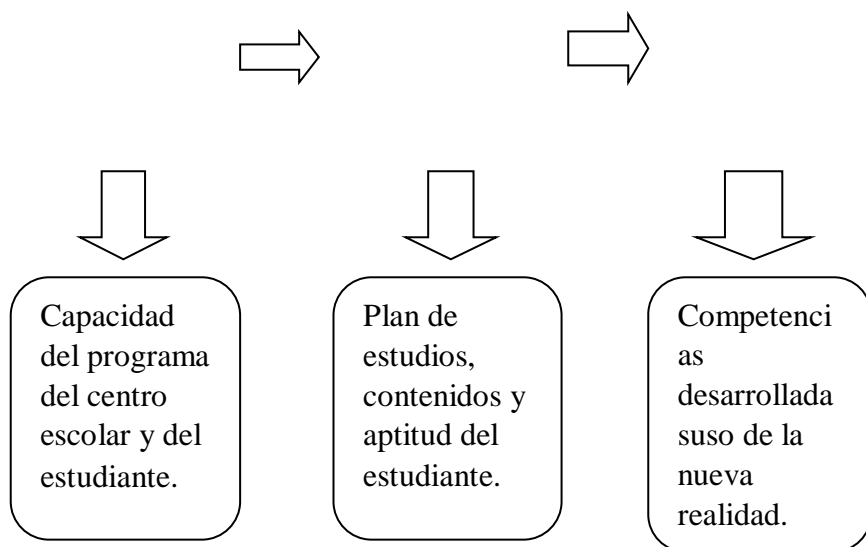 Capacidad
del programa
del centro
escolar y del
estudiante.
Plan de
estudios,
contenidos y
aptitud del
estudiante.
Competenci
as
desarrollada
suso de la
nueva
realidad.